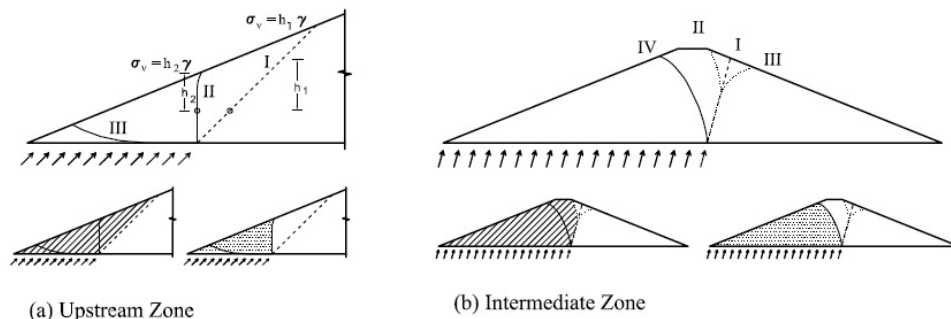 σv = h1 γ
I
II
σv = h2 γ
h2
h1
III
II
I
IV
III
(a) Upstream Zone
(b) Intermediate Zone